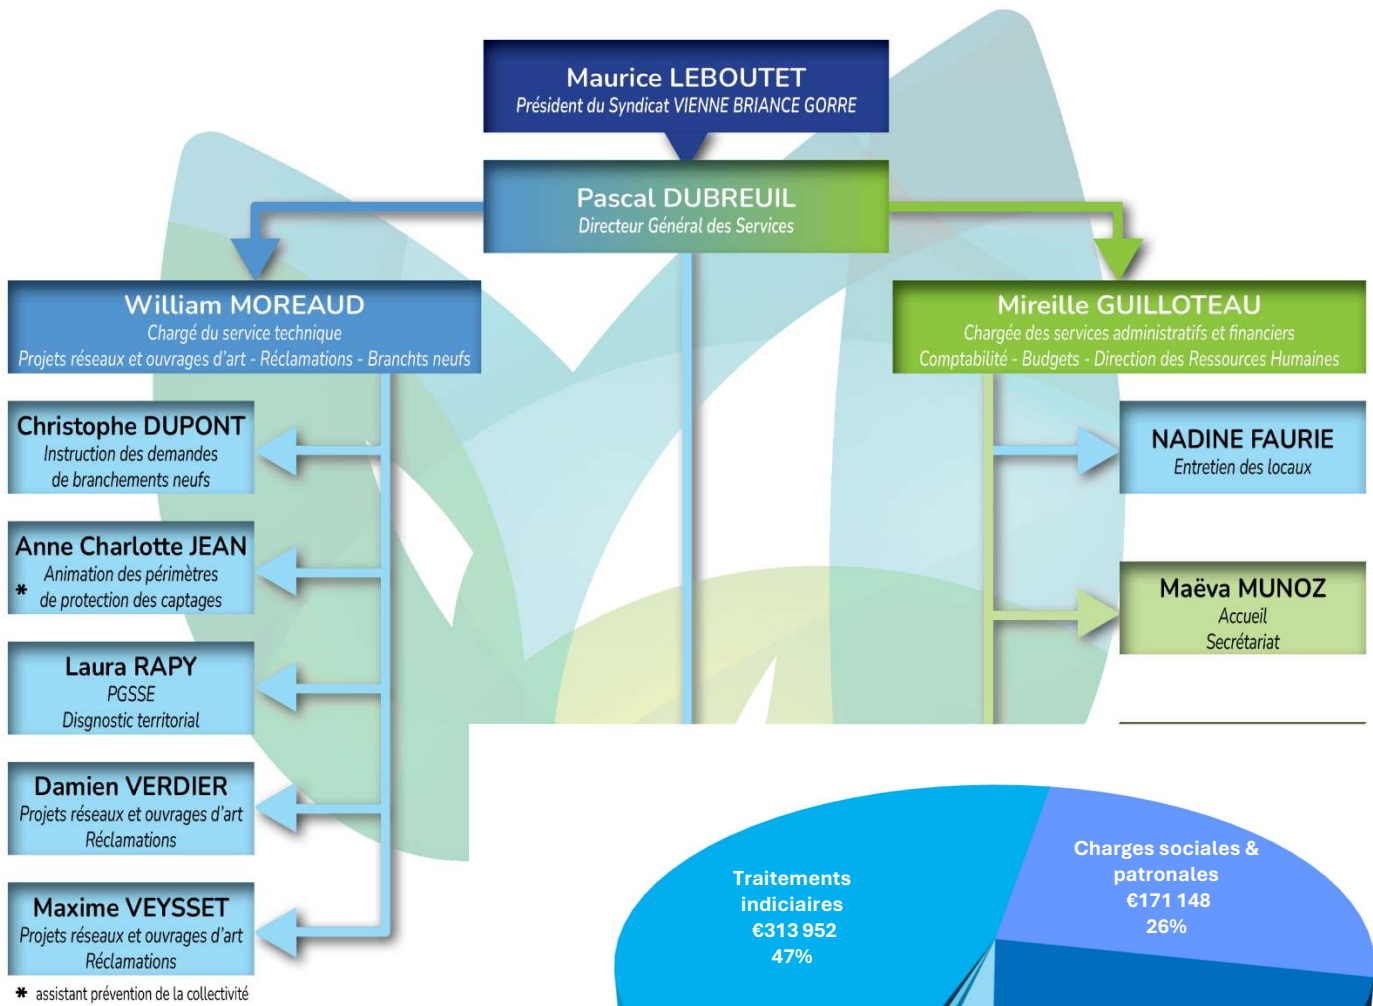 Maurice LEBOUTET
Président du Syndicat VIENNE BRIANCE GORRE
Pascal DUBREUIL
Directeur Général des Services
William MOREAUD
Chargé du service technique
Projets réseaux et ouvrages d'art - Réclamations - Branchts neufs
Mireille GUILLOTEAU
Chargée des services administratifs et financiers
Comptabilité - Budgets - Direction des Ressources Humaines
Christophe DUPONT
Instruction des demandes
de branchements neufs
NADINE FAURIE
Entretien des locaux
Anne Charlotte JEAN
Animation des périmètres
* de protection des captages
Maëva MUNOZ
Accueil
Secrétariat
Laura RAPY
PGSSE
Disgnostic territorial
Damien VERDIER
Projets réseaux et ouvrages d'art
Réclamations
Maxime VEYSSET
Projets réseaux et ouvrages d'art
Réclamations
* assistant prévention de la collectivité
Traitements
indiciaires
€313 952
47%
Charges sociales &
patronales
€171 148
26%